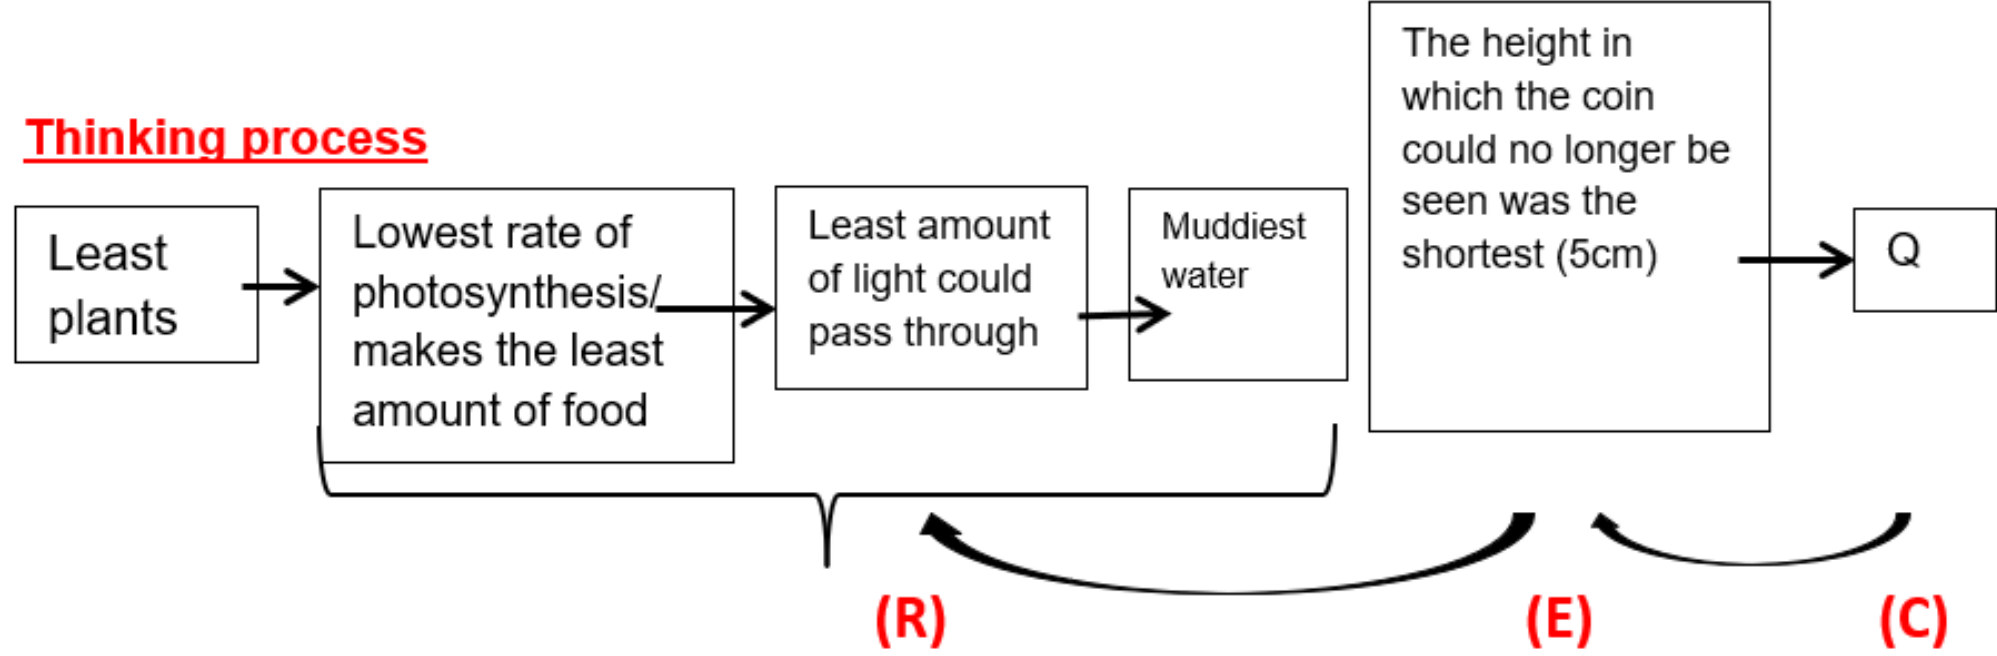 Thinking process
Least
plants
Lowest rate of
photosynthesis/
makes the least
amount of food
Least amount
of light could
pass through
Muddiest
water
The height in
which the coin
could no longer be
seen was the
shortest (5cm)
Q
(R)
(E)
(C)